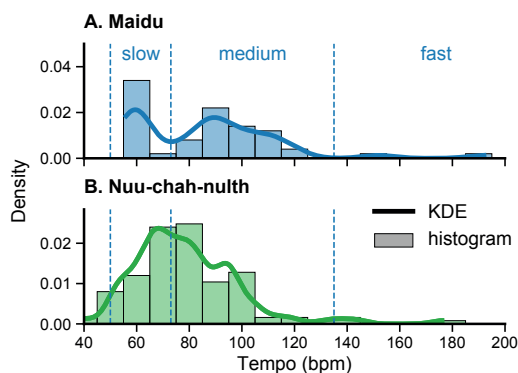 A. Maidu
slow medium fast
0.04
0.02
0.00
Density
B. Nuu-chah-nulth
KDE
histogram
0.02
0.01
0.00
40 60 80 100 120 140 160 180 200
Tempo (bpm)